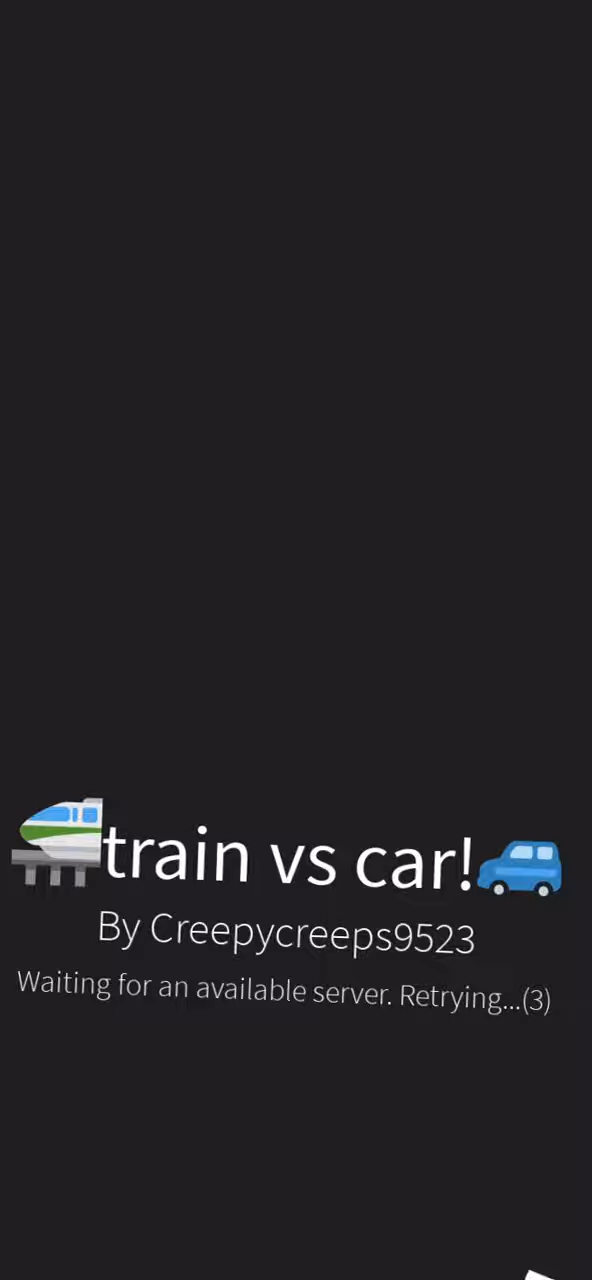 🚝train vs car!🚙
By Creepycreeps9523
Waiting for an available server. Retrying...(3)